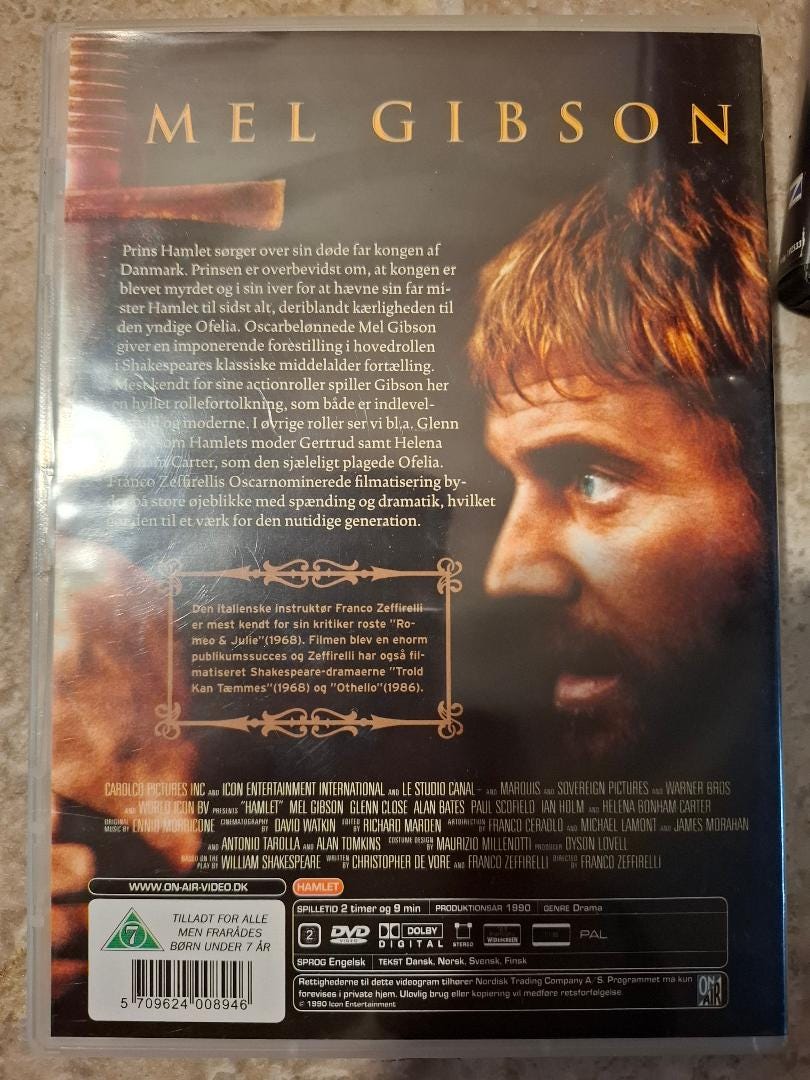 MEL GIBSON
Prins Hamlet sørger over sin døde far kongen af
Danmark. Prinsen er overbevidst om, at kongen er
blevet myrdet og i sin iver for at hævne sin far mi-
ster Hamlet til sidst alt, deriblandt kærligheden til
den yndige Ofelia. Oscarbelønnede Mel Gibson
giver en imponerende forestilling i hovedrollen
i Shakespeares klassiske middelalder fortælling.
Mest kendt for sine actionroller spiller Gibson her
en hyllet rollefortolkning, som både er indlevel-
og moderne. I øvrige roller ser vi bl.a. Glenn
som Hamlets moder Gertrud samt Helena
Carter, som den sjæleligt plagede Ofelia.
Franco Zeffirellis Oscarnominerede filmatisering by-
der på store øjeblikke med spænding og dramatik, hvilket
gør den til et værk for den nutidige generation.
Den italienske instruktør Franco Zeffirelli
er mest kendt for sin kritiker roste "Ro-
meo & Julie"(1968). Filmen blev en enorm
publikumssucces og Zeffirelli har også fil-
matiseret Shakespeare-dramaerne "Trold
Kan Tæmmes"(1968) og "Othello"(1986).
CAROLCO PICTURES INC AND ICON ENTERTAINMENT INTERNATIONAL AND LE STUDIO CANAL+ AND MARQUIS AND SOVEREIGN PICTURES AND WARNER BROS
AND WORLD ICON BV PRESENTS "HAMLET" MEL GIBSON GLENN CLOSE ALAN BATES PAUL SCOFIELD IAN HOLM AND HELENA BONHAM CARTER
ORIGINAL MUSIC BY ENNIO MORRICONE CINEMATOGRAPHY BY DAVID WATKIN EDITED BY RICHARD MARDEN ARTDIRECTION BY FRANCO CERAOLO AND MICHAEL LAMONT AND JAMES MORAHAN
AND ANTONIO TAROLLA AND ALAN TOMKINS COSTUME DESIGN BY MAURIZIO MILLENOTTI PRODUCER DYSON LOVELL
BASED ON THE PLAY BY WILLIAM SHAKESPEARE WRITTEN BY CHRISTOPHER DE VORE AND FRANCO ZEFFIRELLI DIRECTED BY FRANCO ZEFFIRELLI
WWW.ON-AIR-VIDEO.DK
HAMLET
7
TILLADT FOR ALLE
MEN FRARÅDES
BØRN UNDER 7 ÅR
5 709624 008946
SPILLETID 2 timer og 9 min PRODUKTIONSÅR 1990 GENRE Drama
2 DVD VIDEO DOLBY DIGITAL STEREO WIDESCREEN PAL
SPROG Engelsk TEKST Dansk, Norsk, Svensk, Finsk
Rettighederne til dette videogram tilhører Nordisk Trading Company A/S. Programmet må kun
forevises i private hjem. Ulovlig brug eller kopiering vil medføre retsforfølgelse.
© 1990 Icon Entertainment
ON AIR